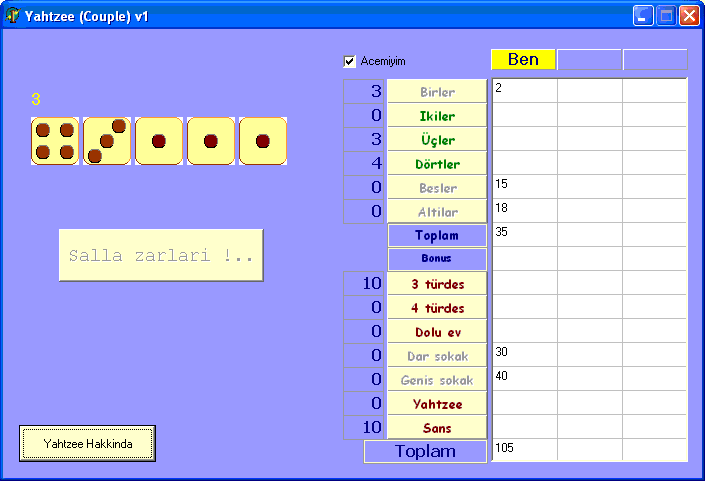 Yahtzee (Couple) v1
Acemiyim
Ben
3
3 Birler 2
0 Ikiler
3 Üçler
4 Dörtler
0 Besler 15
0 Altilar 18
Toplam 35
Bonus
Salla zarlari !..
10 3 türdes
0 4 türdes
0 Dolu ev
0 Dar sokak 30
0 Genis sokak 40
0 Yahtzee
10 Sans
Toplam 105
Yahtzee Hakkinda